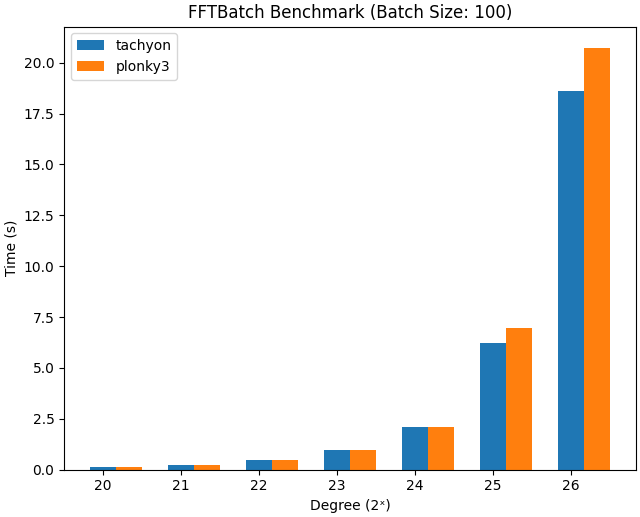 FFTBatch Benchmark (Batch Size: 100)
tachyon
plonky3
Time (s)
20.0
17.5
15.0
12.5
10.0
7.5
5.0
2.5
0.0
20 21 22 23 24 25 26
Degree (2ˣ)